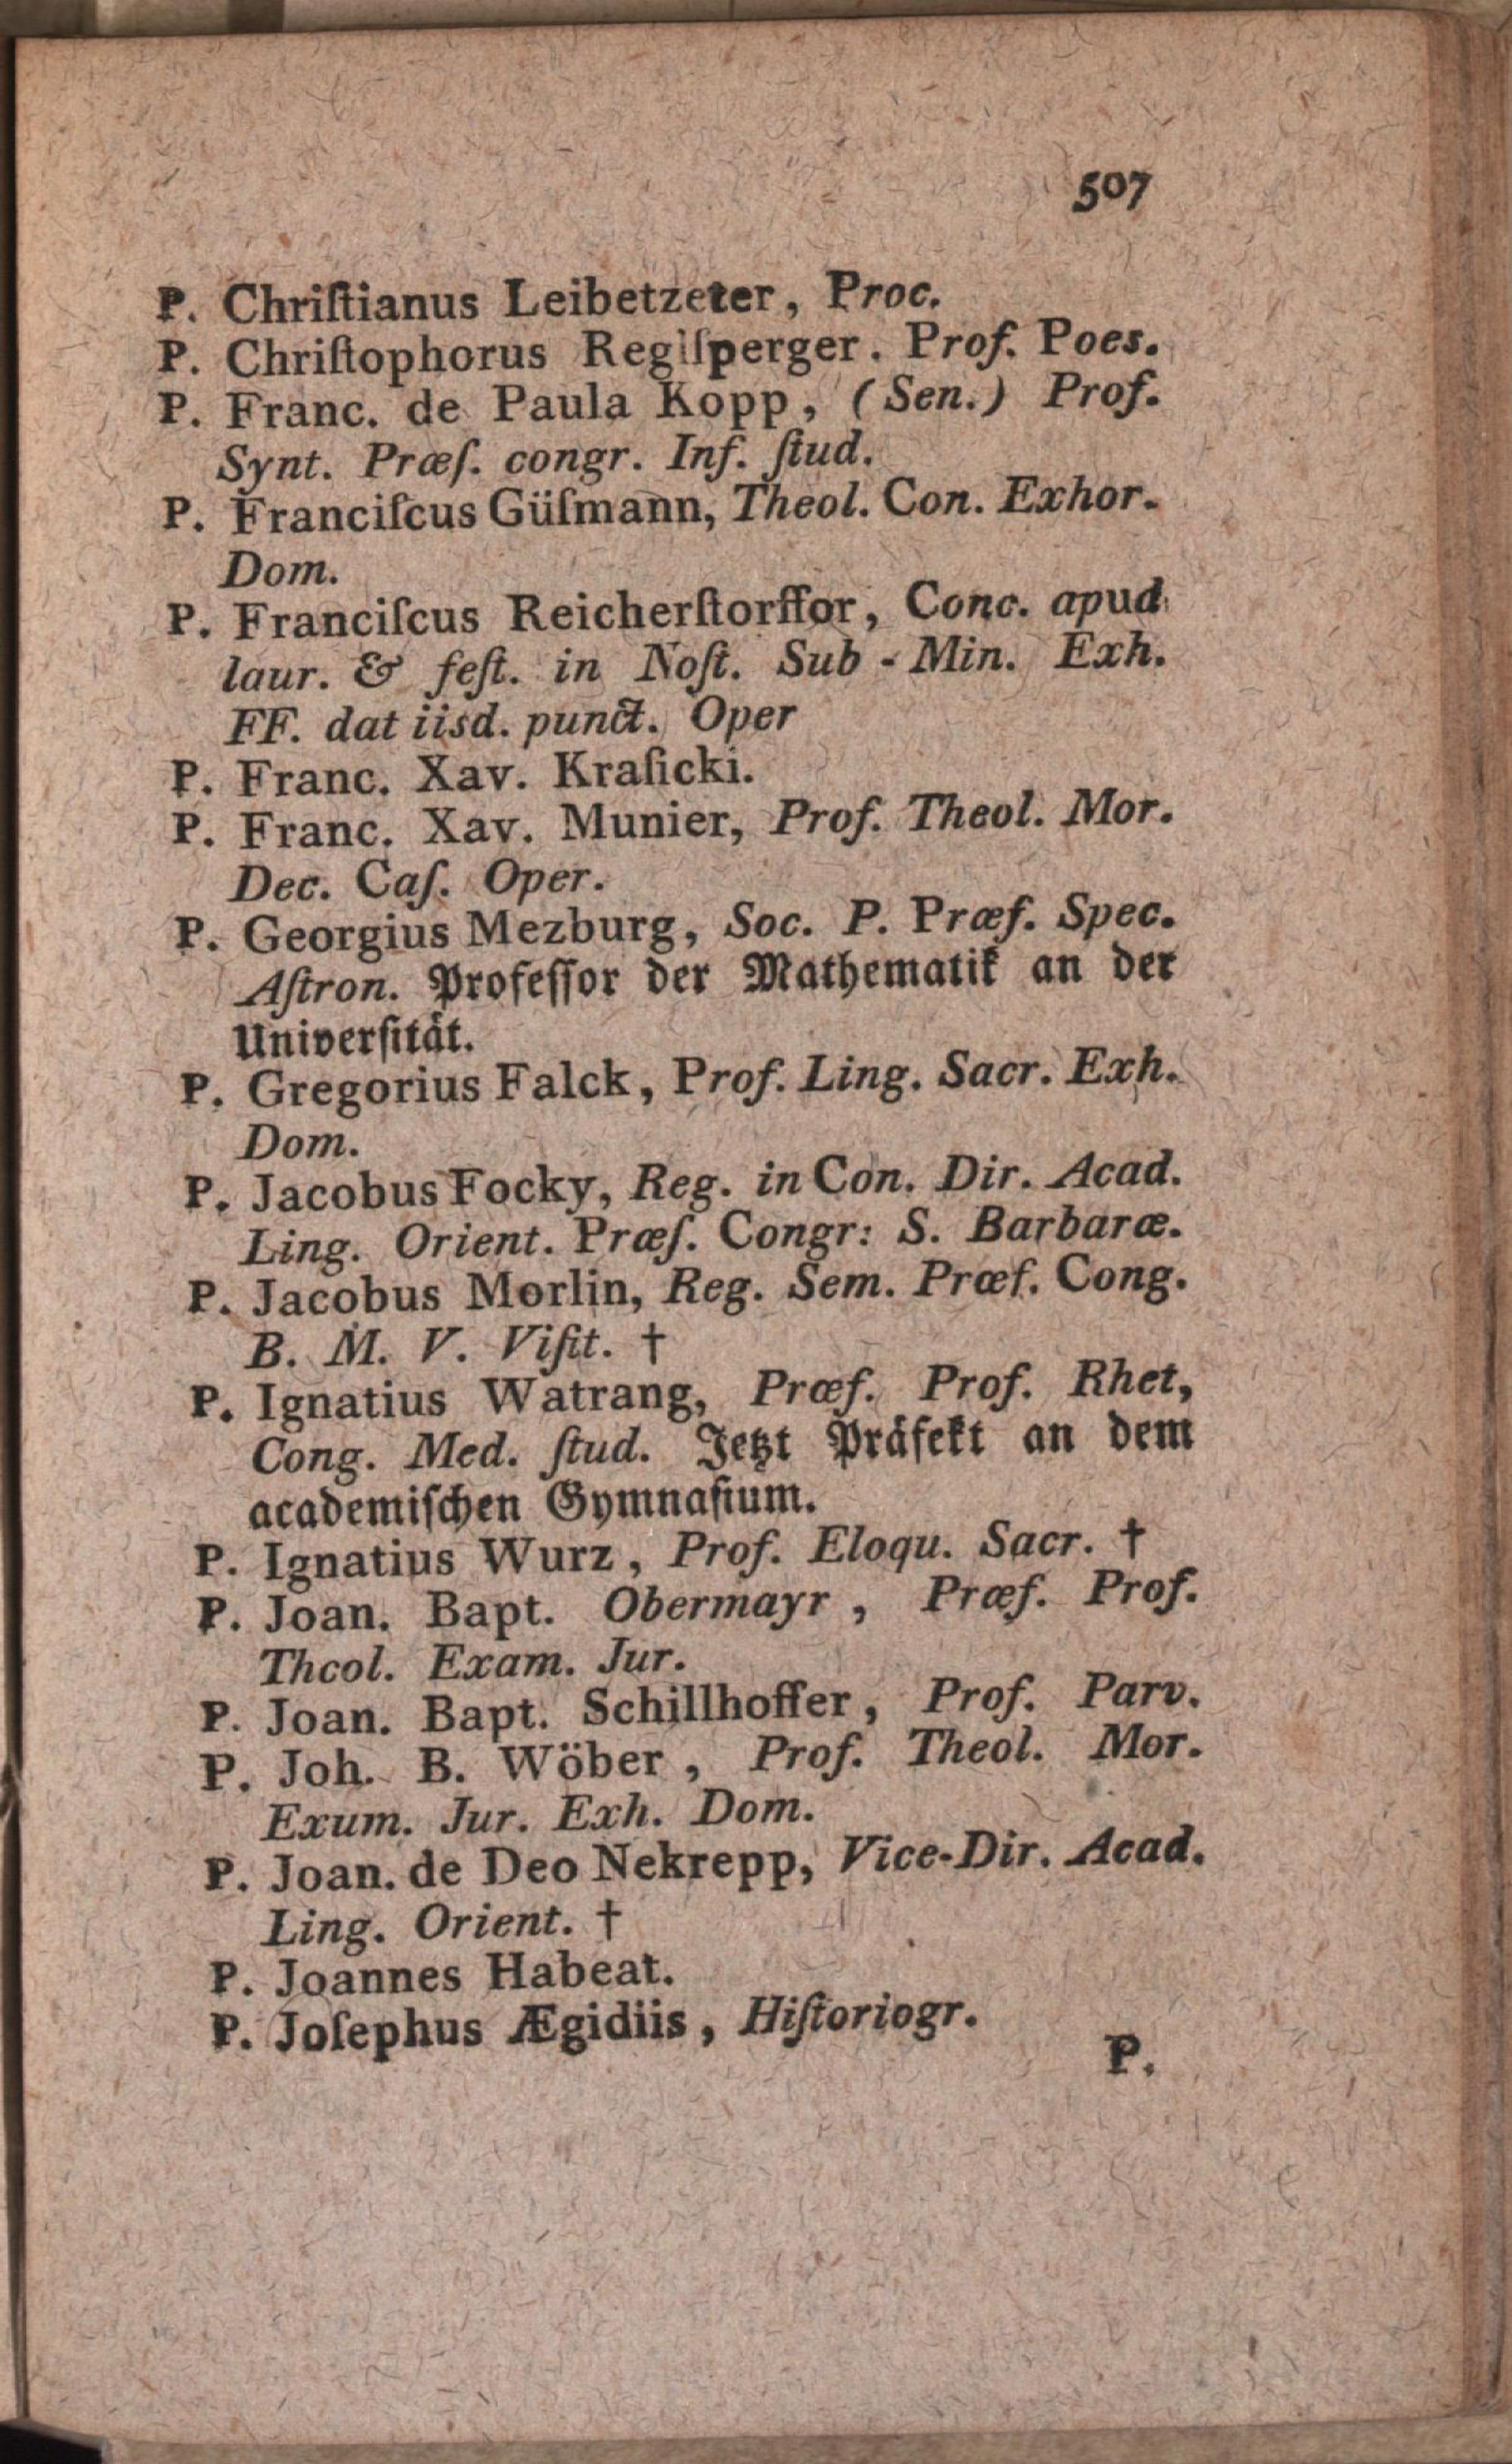 507
P. Chriſtianus Leibetzeter, Proc.
P. Chriſtophorus Regiſperger. Prof. Poes.
P. Franc. de Paula Kopp, (Sen.) Prof.
Synt. Præſ. congr. Inf. ſtud.
P. Franciſcus Güſmann, Theol. Con. Exhor.
Dom.
P. Franciſcus Reicherſtorffor, Conc. apud
laur. & feſt. in Noſt. Sub-Min. Exh.
FF. dat iisd. punct. Oper
P. Franc. Xav. Kraſicki.
P. Franc. Xav. Munier, Prof. Theol. Mor.
Dec. Caſ. Oper.
P. Georgius Mezburg, Soc. P. Præf. Spec.
Aſtron. Profeſſor der Mathematik an der
Univerſität.
P. Gregorius Falck, Prof. Ling. Sacr. Exh.
Dom.
P. Jacobus Focky, Reg. in Con. Dir. Acad.
Ling. Orient. Præſ. Congr: S. Barbaræ.
P. Jacobus Morlin, Reg. Sem. Præf. Cong.
B. M. V. Viſit. †
P. Ignatius Watrang, Præf. Prof. Rhet,
Cong. Med. ſtud. Jetzt Präfekt an dem
academiſchen Gymnaſium.
P. Ignatius Wurz, Prof. Eloqu. Sacr. †
P. Joan. Bapt. Obermayr, Præf. Prof.
Thcol. Exam. Jur.
P. Joan. Bapt. Schillhoffer, Prof. Parv.
P. Joh. B. Wöber, Prof. Theol. Mor.
Exum. Jur. Exh. Dom.
P. Joan. de Deo Nekrepp, Vice-Dir. Acad.
Ling. Orient. †
P. Joannes Habeat.
P. Joſephus Ægidiis, Hiſtoriogr.
P.